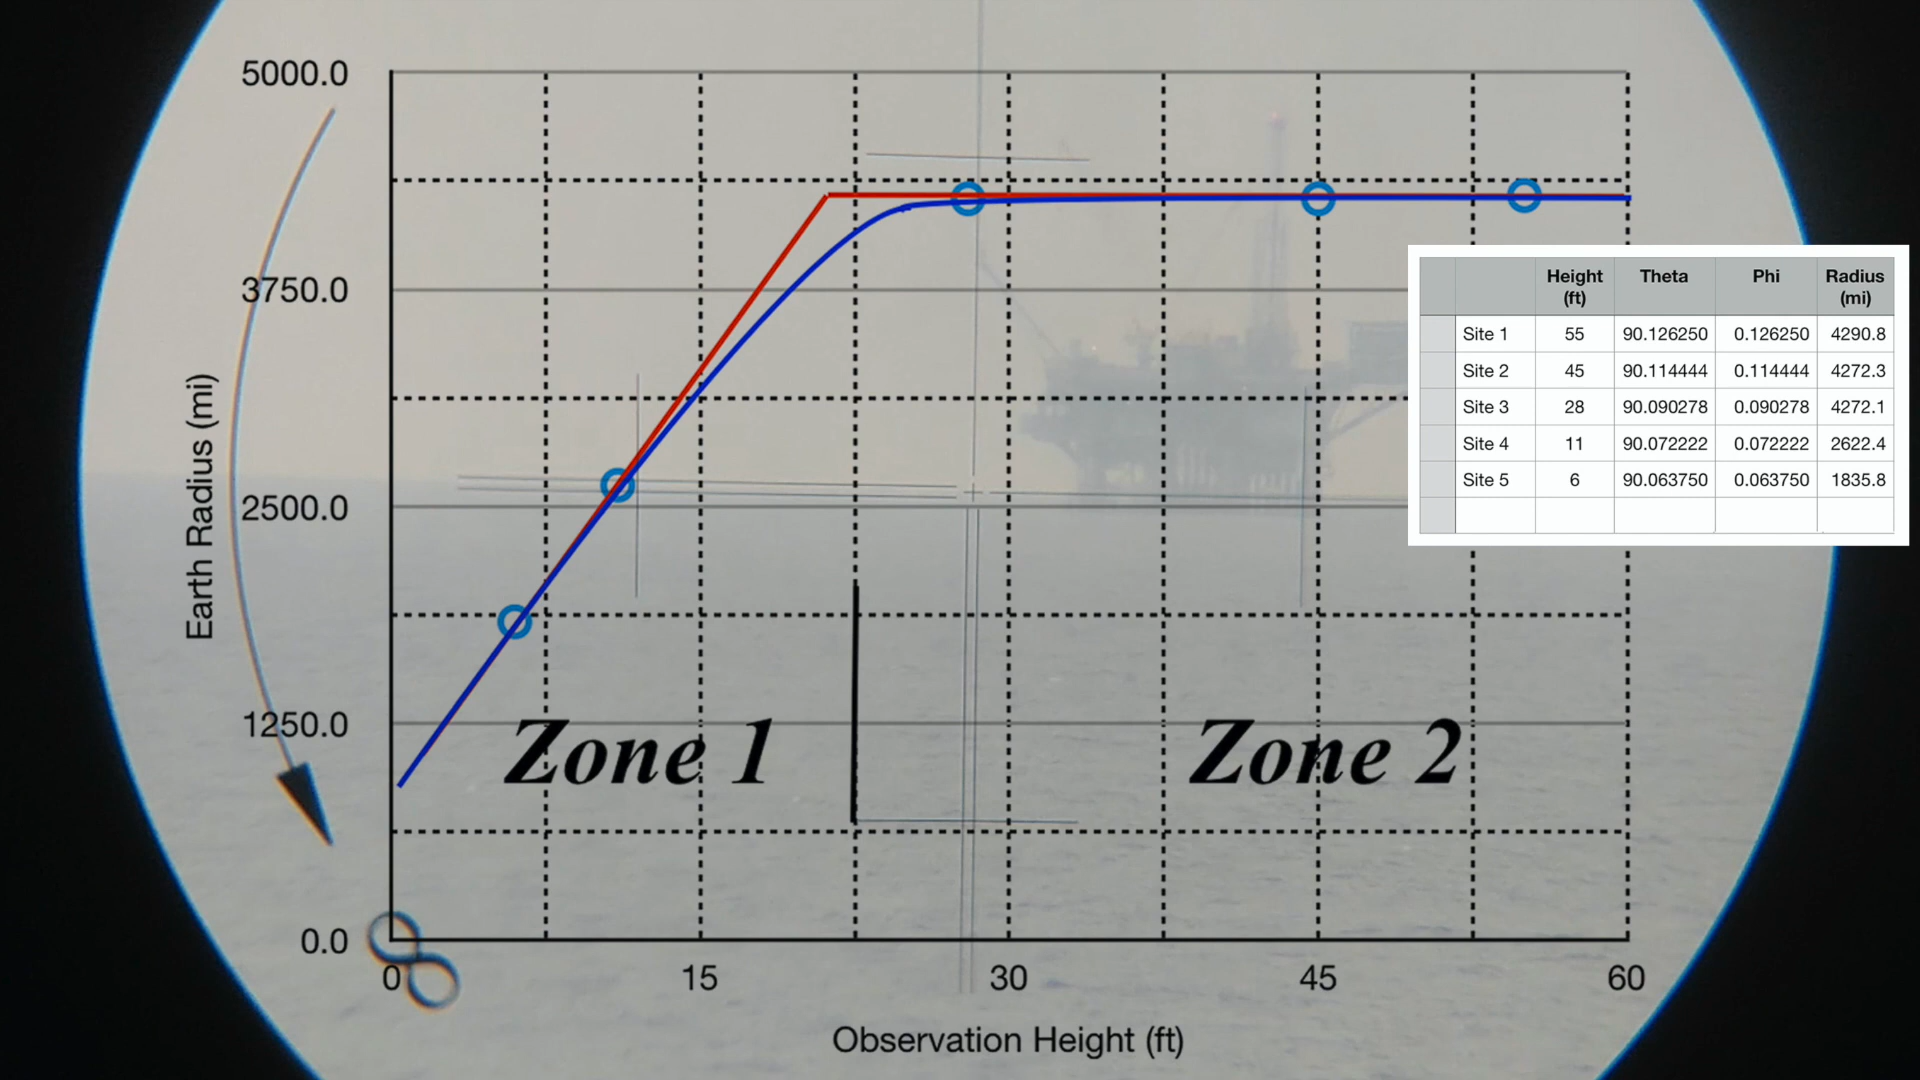 5000.0
3750.0
2500.0
1250.0
0.0
Earth Radius (mi)
∞
0 15 30 45 60
Observation Height (ft)
Zone 1 Zone 2
Height (ft) Theta Phi Radius (mi)
Site 1 55 90.126250 0.126250 4290.8
Site 2 45 90.114444 0.114444 4272.3
Site 3 28 90.090278 0.090278 4272.1
Site 4 11 90.072222 0.072222 2622.4
Site 5 6 90.063750 0.063750 1835.8